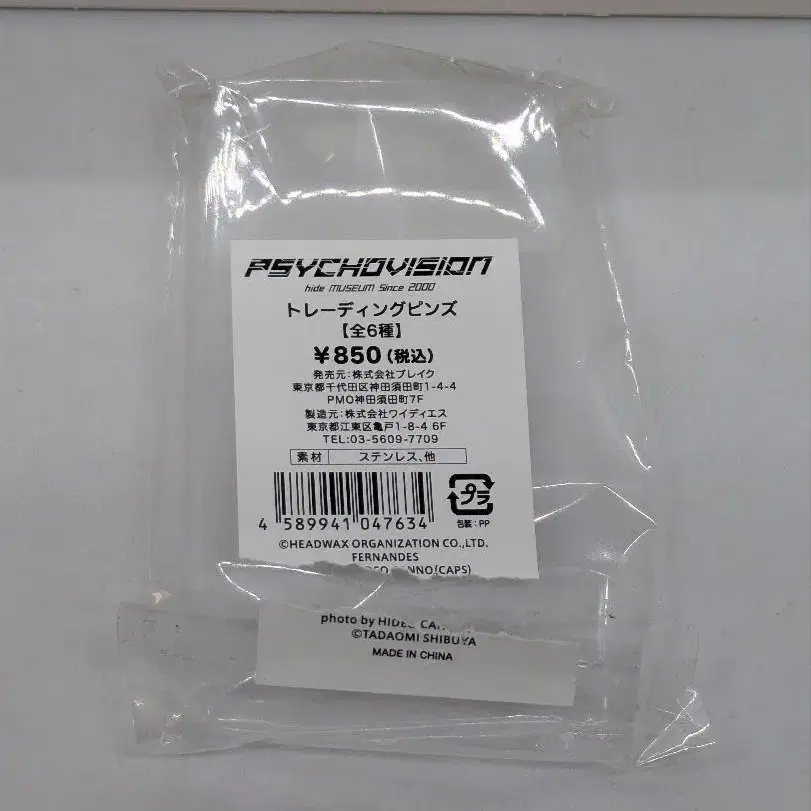 PSYCHOVISION
hide MUSEUM Since 2000
トレーディングピンズ
【全6種】
¥850(税込)
発売元:株式会社ブレイク
東京都千代田区神田須田町1-4-4
PMO神田須田町7F
製造元:株式会社ワイディエス
東京都江東区亀戸1-8-4 6F
TEL:03-5609-7709
素材 ステンレス、他
4 589941 047634
プラ
包装:PP
©HEADWAX ORGANIZATION CO.,LTD.
FERNANDES
(CAPS)
photo by
©TADAOMI SHIBUYA
MADE IN CHINA